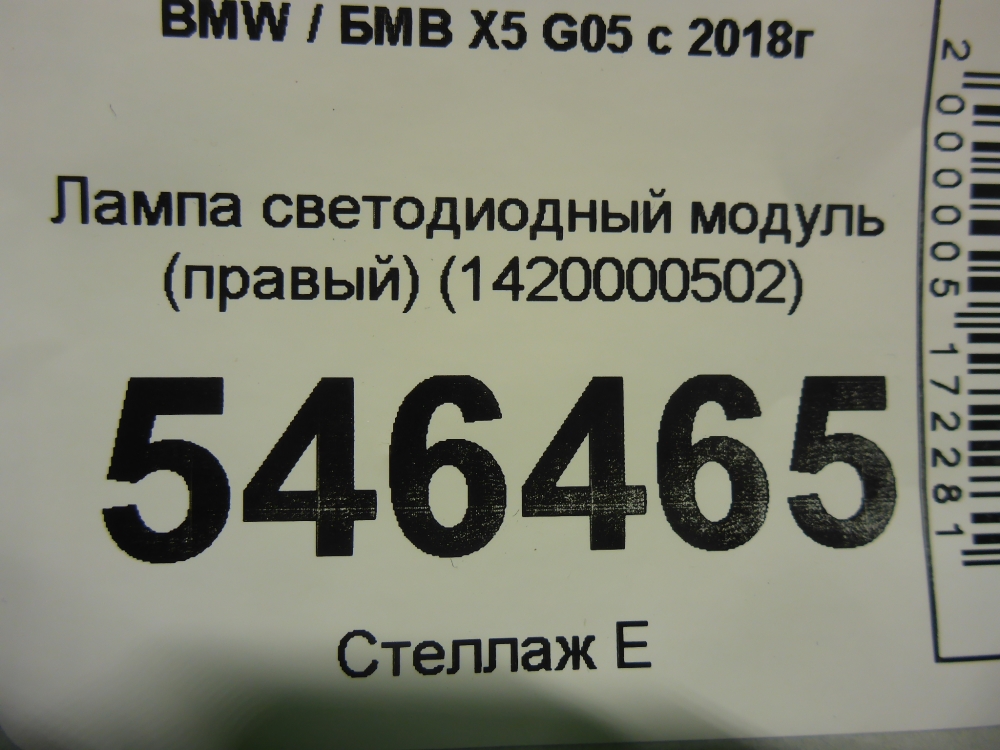 BMW / БМВ X5 G05 с 2018г
Лампа светодиодный модуль
(правый) (1420000502)
546465
Стеллаж Е
2000005172281